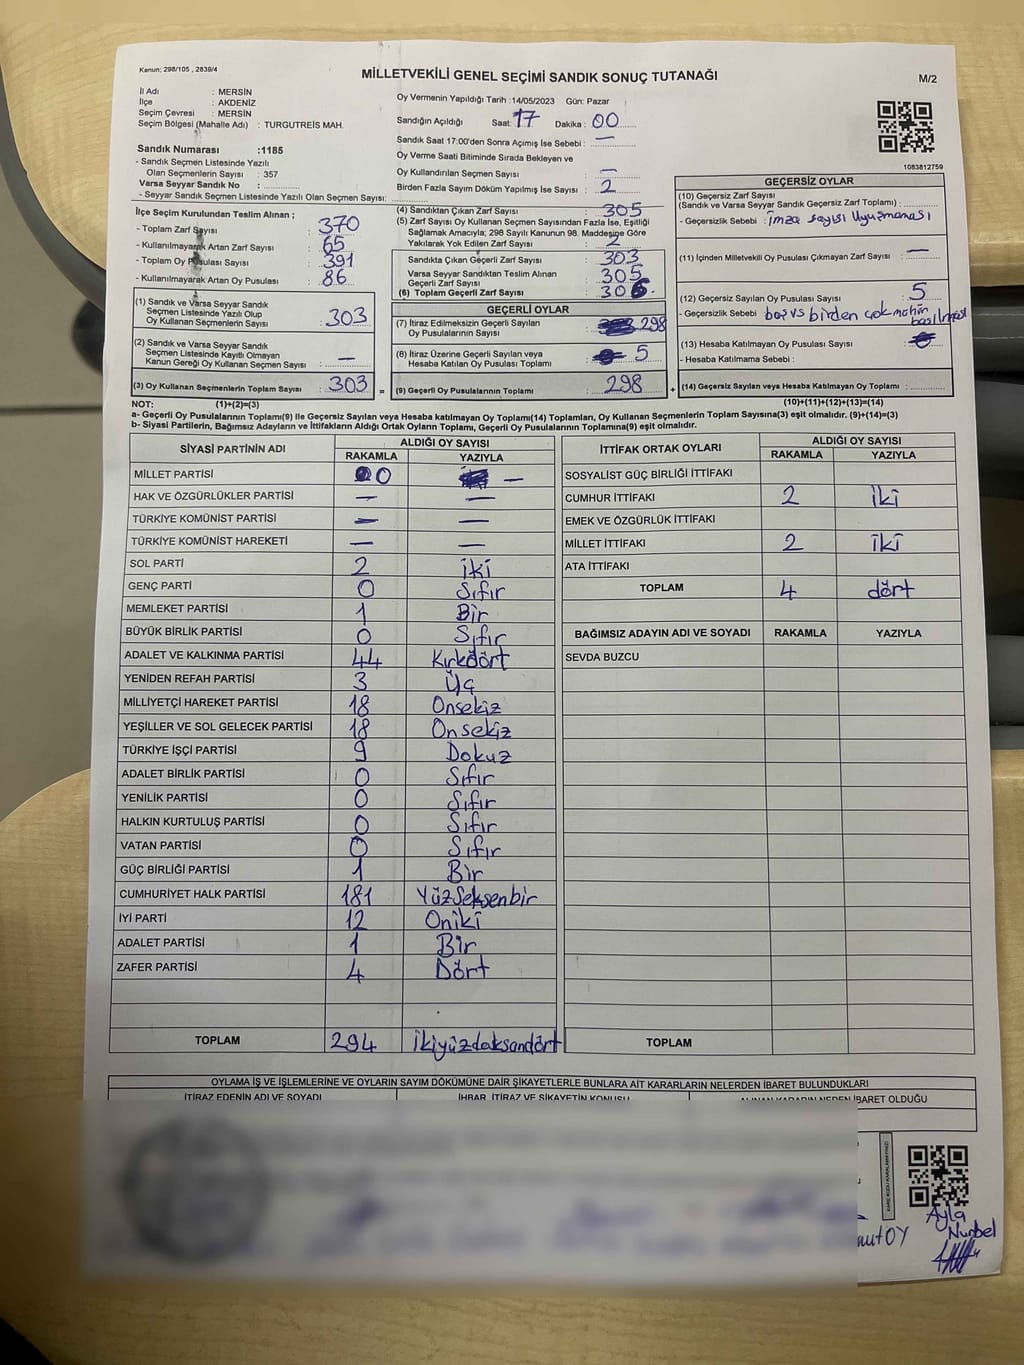 Kanun: 298/105 , 2839/4
MİLLETVEKİLİ GENEL SEÇİMİ SANDIK SONUÇ TUTANAĞI
M/2
İl Adı : MERSİN
İlçe : AKDENİZ
Seçim Çevresi : MERSİN
Seçim Bölgesi (Mahalle Adı) : TURGUTREİS MAH.
Sandık Numarası :1185
- Sandık Seçmen Listesinde Yazılı
Olan Seçmenlerin Sayısı : 357
Varsa Seyyar Sandık No :
- Seyyar Sandık Seçmen Listesinde Yazılı Olan Seçmen Sayısı:
Oy Vermenin Yapıldığı Tarih :14/05/2023 Gün: Pazar
Sandığın Açıldığı Saat: 17 Dakika : 00
Sandık Saat 17:00'den Sonra Açımış İse Sebebi : —
Oy Verme Saati Bitiminde Sırada Bekleyen ve
Oy Kullandırılan Seçmen Sayısı : —
Birden Fazla Sayım Döküm Yapılmış İse Sayısı : 2
1083812759
İlçe Seçim Kurulundan Teslim Alınan ;
- Toplam Zarf Sayısı : 370
- Kullanılmayarak Artan Zarf Sayısı : 65
- Toplam Oy Pusulası Sayısı : 391
- Kullanılmayarak Artan Oy Pusulası : 86
(1) Sandık ve Varsa Seyyar Sandık
Seçmen Listesinde Yazılı Olup
Oy Kullanan Seçmenlerin Sayısı : 303
(2) Sandık ve Varsa Seyyar Sandık
Seçmen Listesinde Kayıtlı Olmayan
Kanun Gereği Oy Kullanan Seçmen Sayısı : —
(3) Oy Kullanan Seçmenlerin Toplam Sayısı : 303 =
(4) Sandıktan Çıkan Zarf Sayısı : 305
(5) Zarf Sayısı Oy Kullanan Seçmen Sayısından Fazla İse, Eşitliği
Sağlamak Amacıyla; 298 Sayılı Kanunun 98. Maddesine Göre
Yakılarak Yok Edilen Zarf Sayısı : 2
Sandıkta Çıkan Geçerli Zarf Sayısı : 303
Varsa Seyyar Sandıktan Teslim Alınan
Geçerli Zarf Sayısı : 305
(6) Toplam Geçerli Zarf Sayısı :
GEÇERLİ OYLAR
(7) İtiraz Edilmeksizin Geçerli Sayılan
Oy Pusulalarının Sayısı : 298
(8) İtiraz Üzerine Geçerli Sayılan veya
Hesaba Katılan Oy Pusulası Toplamı : 5
(9) Geçerli Oy Pusulalarının Toplamı : 298 +
GEÇERSİZ OYLAR
(10) Geçersiz Zarf Sayısı
(Sandık ve Varsa Seyyar Sandık Geçersiz Zarf Toplamı) :
- Geçersizlik Sebebi : İmza sayısı Uyuşmaması
(11) İçinden Milletvekili Oy Pusulası Çıkmayan Zarf Sayısı : —
(12) Geçersiz Sayılan Oy Pusulası Sayısı : 5
- Geçersizlik Sebebi : boş vs birden çok mühür basılması
(13) Hesaba Katılmayan Oy Pusulası Sayısı :
- Hesaba Katılmama Sebebi :
(14) Geçersiz Sayılan veya Hesaba Katılmayan Oy Toplamı :
NOT: (1)+(2)=(3) (10)+(11)+(12)+(13)=(14)
a- Geçerli Oy Pusulalarının Toplamı(9) ile Geçersiz Sayılan veya Hesaba katılmayan Oy Toplamı(14) Toplamları, Oy Kullanan Seçmenlerin Toplam Sayısına(3) eşit olmalıdır. (9)+(14)=(3)
b- Siyasi Partilerin, Bağımsız Adayların ve İttifakların Aldığı Ortak Oyların Toplamı, Geçerli Oy Pusulalarının Toplamına(9) eşit olmalıdır.
SİYASİ PARTİNİN ADI ALDIĞI OY SAYISI
RAKAMLA YAZIYLA
MİLLET PARTİSİ 0 —
HAK VE ÖZGÜRLÜKLER PARTİSİ — —
TÜRKİYE KOMÜNİST PARTİSİ — —
TÜRKİYE KOMÜNİST HAREKETİ — —
SOL PARTİ 2 iki
GENÇ PARTİ 0 Sıfır
MEMLEKET PARTİSİ 1 Bir
BÜYÜK BİRLİK PARTİSİ 0 Sıfır
ADALET VE KALKINMA PARTİSİ 44 Kırkdört
YENİDEN REFAH PARTİSİ 3 Üç
MİLLİYETÇİ HAREKET PARTİSİ 18 Onsekiz
YEŞİLLER VE SOL GELECEK PARTİSİ 18 Onsekiz
TÜRKİYE İŞÇİ PARTİSİ 9 Dokuz
ADALET BİRLİK PARTİSİ 0 Sıfır
YENİLİK PARTİSİ 0 Sıfır
HALKIN KURTULUŞ PARTİSİ 0 Sıfır
VATAN PARTİSİ 0 Sıfır
GÜÇ BİRLİĞİ PARTİSİ 1 Bir
CUMHURİYET HALK PARTİSİ 181 YüzSeksenbir
İYİ PARTİ 12 Oniki
ADALET PARTİSİ 1 Bir
ZAFER PARTİSİ 4 Dört
TOPLAM 294 ikiyüzdoksandört
İTTİFAK ORTAK OYLARI ALDIĞI OY SAYISI
RAKAMLA YAZIYLA
SOSYALİST GÜÇ BİRLİĞİ İTTİFAKI
CUMHUR İTTİFAKI 2 İki
EMEK VE ÖZGÜRLÜK İTTİFAKI
MİLLET İTTİFAKI 2 iki
ATA İTTİFAKI
TOPLAM 4 dört
BAĞIMSIZ ADAYIN ADI VE SOYADI RAKAMLA YAZIYLA
SEVDA BUZCU
TOPLAM
OYLAMA İŞ VE İŞLEMLERİNE VE OYLARIN SAYIM DÖKÜMÜNE DAİR ŞİKAYETLERLE BUNLARA AİT KARARLARIN NELERDEN İBARET BULUNDUKLARI
İTİRAZ EDENİN ADI VE SOYADI İHBAR, İTİRAZ VE ŞİKAYETİN KONUSU ALINAN KARARIN NEDEN İBARET OLDUĞU
Ayla
Nurbel